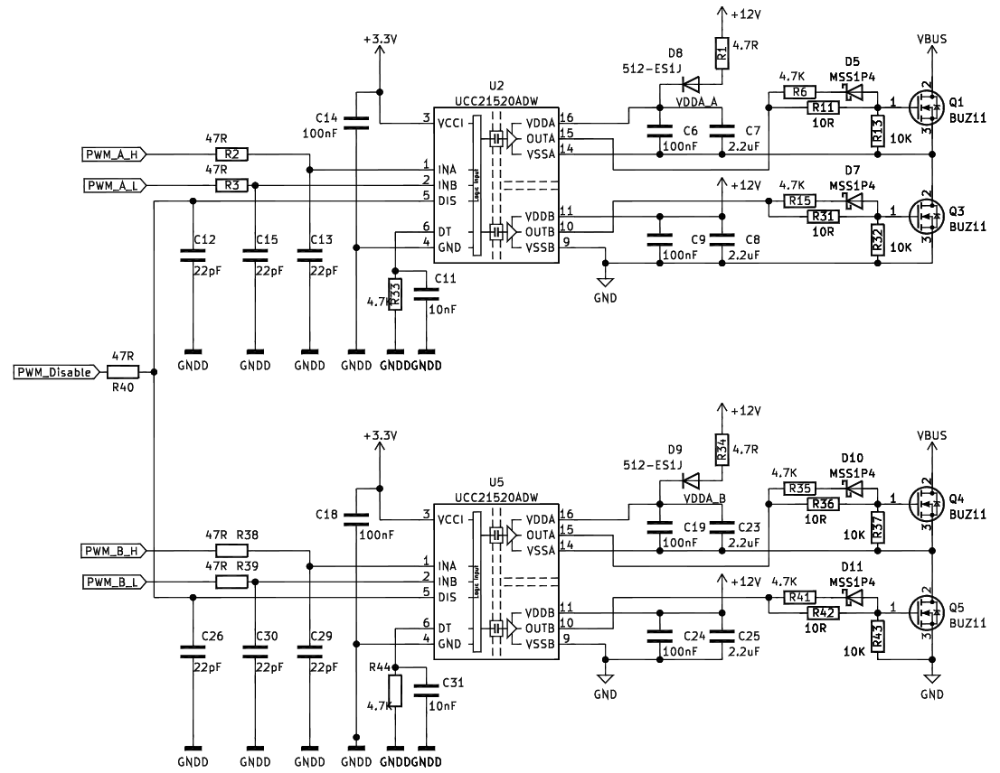 +12V
+3.3V
D8
512-ES1J
R1
4.7R
VBUS
D5
MSS1P4
4.7K
R6
U2
UCC21520ADW
VDDA_A
R11
10R
1
2
3
Q1
BUZ11
R13
10K
C14
100nF
3 VCCI
VDDA 16
OUTA 15
VSSA 14
C6
100nF
C7
2.2uF
47R
PWM_A_H
R2
47R
PWM_A_L
R3
1 INA
2 INB
5 DIS
Logic Input
+12V
4.7K
R15
D7
MSS1P4
R31
10R
1
2
3
Q3
BUZ11
R32
10K
6 DT
4 GND
VDDB 11
OUTB 10
VSSB 9
C9
100nF
C8
2.2uF
C12
22pF
C15
22pF
C13
22pF
4.7K
R33
C11
10nF
GND
GNDD
GNDD
GNDD
GNDD
GNDD
GNDD
47R
PWM_Disable
R40
+12V
+3.3V
D9
512-ES1J
R34
4.7R
VBUS
D10
MSS1P4
4.7K
R35
U5
UCC21520ADW
VDDA_B
R36
10R
1
2
3
Q4
BUZ11
R37
10K
C18
100nF
3 VCCI
VDDA 16
OUTA 15
VSSA 14
C19
100nF
C23
2.2uF
PWM_B_H
47R R38
PWM_B_L
47R R39
1 INA
2 INB
5 DIS
Logic Input
+12V
4.7K
R41
D11
MSS1P4
R42
10R
1
2
3
Q5
BUZ11
R43
10K
6 DT
4 GND
VDDB 11
OUTB 10
VSSB 9
C24
100nF
C25
2.2uF
C26
22pF
C30
22pF
C29
22pF
R44
4.7K
C31
10nF
GND
GND
GNDD
GNDD
GNDD
GNDD
GNDD
GNDD